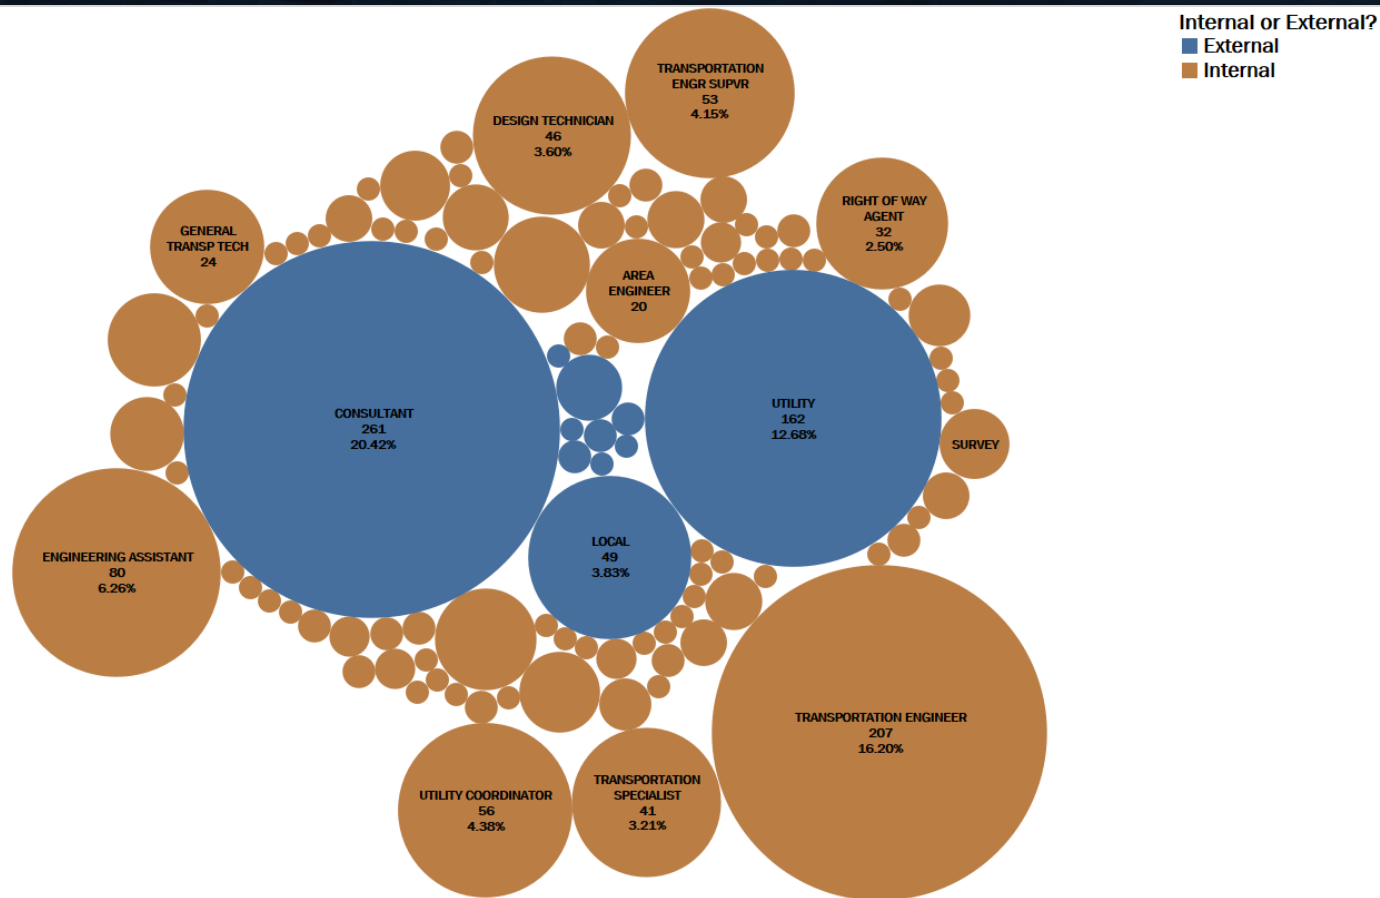 Internal or External?
External
Internal
TRANSPORTATION
ENGR SUPVR
53
4.15%
DESIGN TECHNICIAN
46
3.60%
RIGHT OF WAY
AGENT
32
2.50%
GENERAL
TRANSP TECH
24
AREA
ENGINEER
20
CONSULTANT
261
20.42%
UTILITY
162
12.68%
SURVEY
LOCAL
49
3.83%
ENGINEERING ASSISTANT
80
6.26%
TRANSPORTATION ENGINEER
207
16.20%
UTILITY COORDINATOR
56
4.38%
TRANSPORTATION
SPECIALIST
41
3.21%